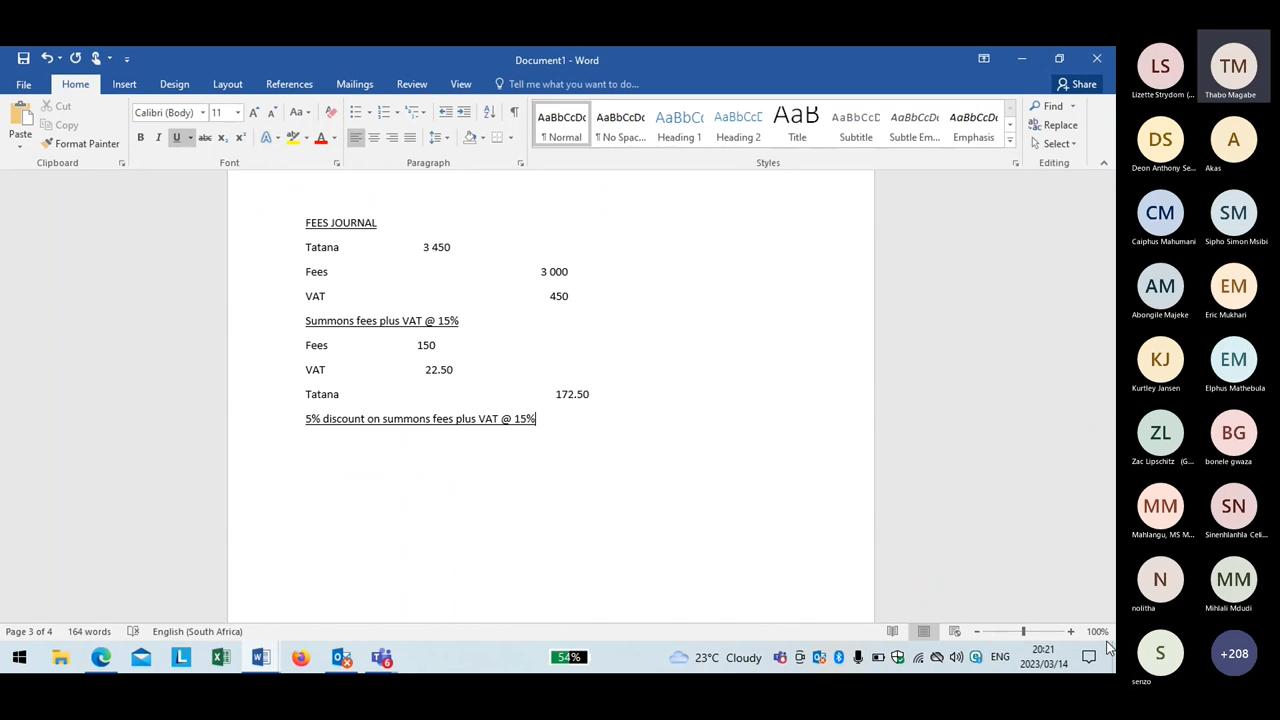 Document1 - Word
File Home Insert Design Layout References Mailings Review View Tell me what you want to do... Share
Paste
Cut
Copy
Format Painter
Clipboard
Calibri (Body) 11
Font
Paragraph
AaBbCcDc AaBbCcDc AaBbC AaBbCcD AaB AaBbCcD AaBbCcDc AaBbCcDc
¶ Normal ¶ No Spac... Heading 1 Heading 2 Title Subtitle Subtle Em... Emphasis
Styles
Find
Replace
Select
Editing
FEES JOURNAL
Tatana 3 450
Fees 3 000
VAT 450
Summons fees plus VAT @ 15%
Fees 150
VAT 22.50
Tatana 172.50
5% discount on summons fees plus VAT @ 15%
Page 3 of 4 164 words English (South Africa) 100%
54% 23°C Cloudy ENG 20:21
2023/03/14
LS TM
Lizette Strydom (... Thabo Magabe
DS A
Deon Anthony Se... Akas
CM SM
Caiphus Mahumani Sipho Simon Msibi
AM EM
Abongile Majeke Eric Mukhari
KJ EM
Kurtley Jansen Elphus Mathebula
ZL BG
Zac Lipschitz (G... bonele gwaza
MM SN
Mahlangu, MS M... Sinenhlanhla Celi...
N MM
nolitha Mihlali Mdudi
S +208
senzo